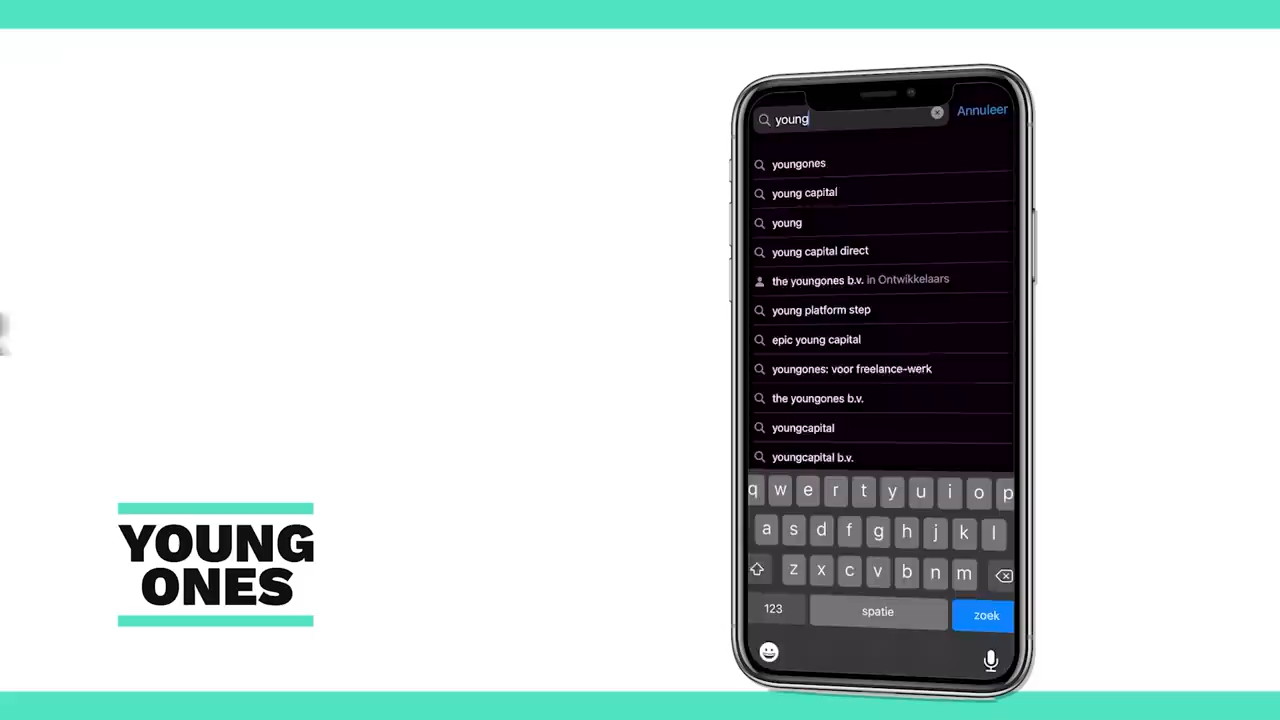 young
Annuleer
youngones
young capital
young
young capital direct
the youngones b.v. in Ontwikkelaars
young platform step
epic young capital
youngones: voor freelance-werk
the youngones b.v.
youngcapital
youngcapital b.v.
q w e r t y u i o p
a s d f g h j k l
z x c v b n m
123 spatie zoek
YOUNG
ONES